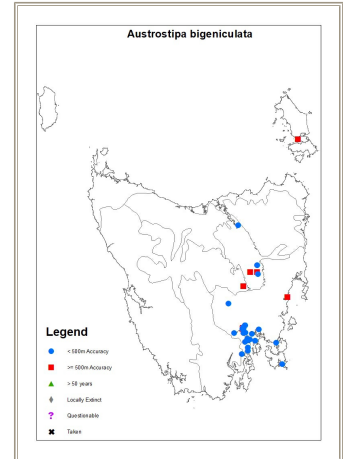 Austrostipa bigeniculata
Legend
< 500m Accuracy
>= 500m Accuracy
> 50 years
Locally Extinct
Questionable
Taken